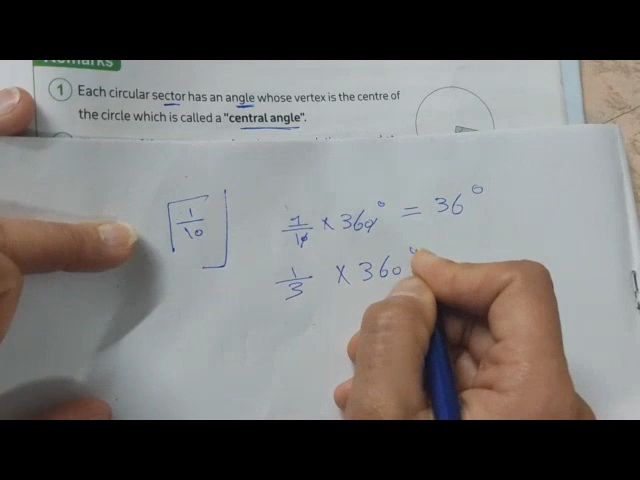 Remarks
1 Each circular sector has an angle whose vertex is the centre of
the circle which is called a "central angle".
1/10
1/10 × 360° = 36°
1/3 × 360°